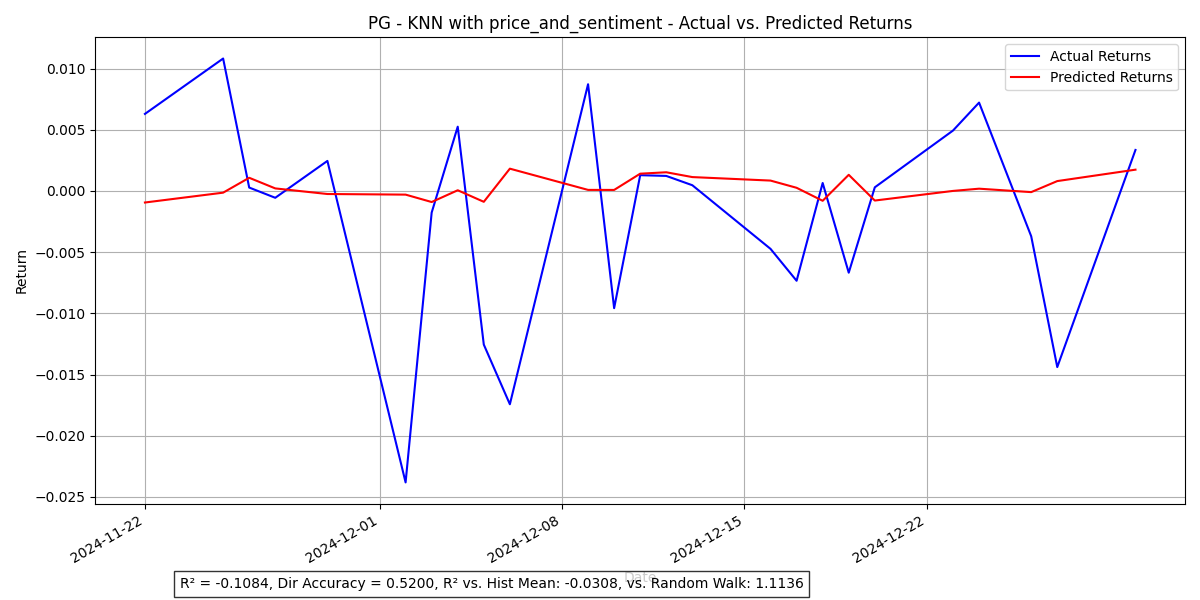 PG - KNN with price_and_sentiment - Actual vs. Predicted Returns
Actual Returns
Predicted Returns
0.010
0.005
0.000
−0.005
−0.010
−0.015
−0.020
−0.025
Return
2024-11-22
2024-12-01
2024-12-08
2024-12-15
2024-12-22
Date
R² = -0.1084, Dir Accuracy = 0.5200, R² vs. Hist Mean: -0.0308, vs. Random Walk: 1.1136